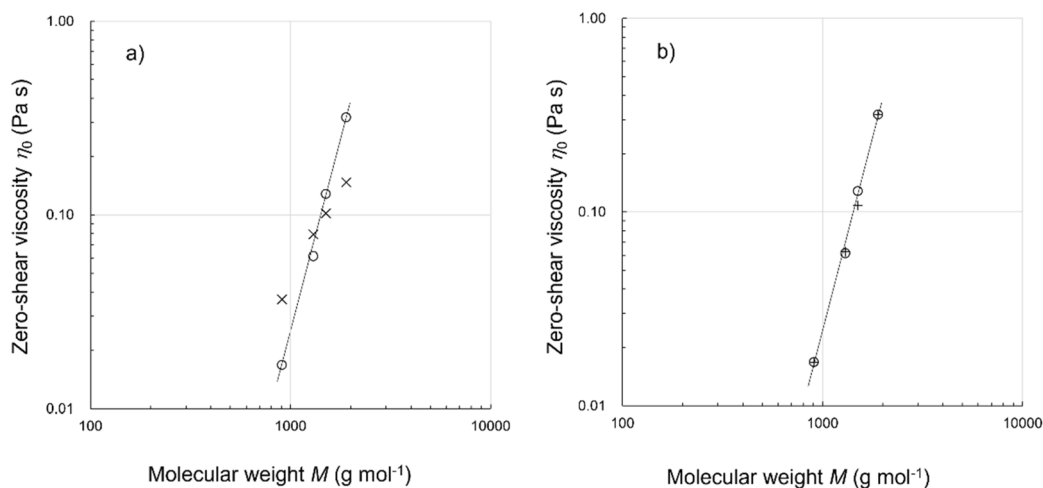 1.00
a)
0.10
0.01
100
1000
10000
Zero-shear viscosity η₀ (Pa s)
Molecular weight M (g mol⁻¹)
1.00
b)
0.10
0.01
100
1000
10000
Zero-shear viscosity η₀ (Pa s)
Molecular weight M (g mol⁻¹)